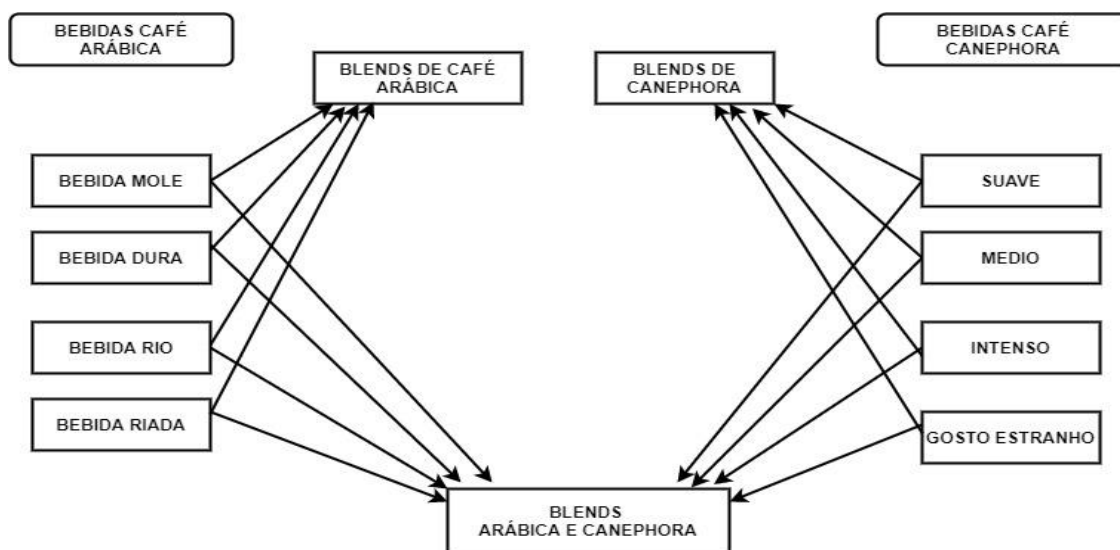 BEBIDAS CAFÉ
ARÁBICA
BEBIDAS CAFÉ
CANEPHORA
BLENDS DE CAFÉ
ARÁBICA
BLENDS DE
CANEPHORA
BEBIDA MOLE
SUAVE
BEBIDA DURA
MEDIO
BEBIDA RIO
INTENSO
BEBIDA RIADA
GOSTO ESTRANHO
BLENDS
ARÁBICA E CANEPHORA